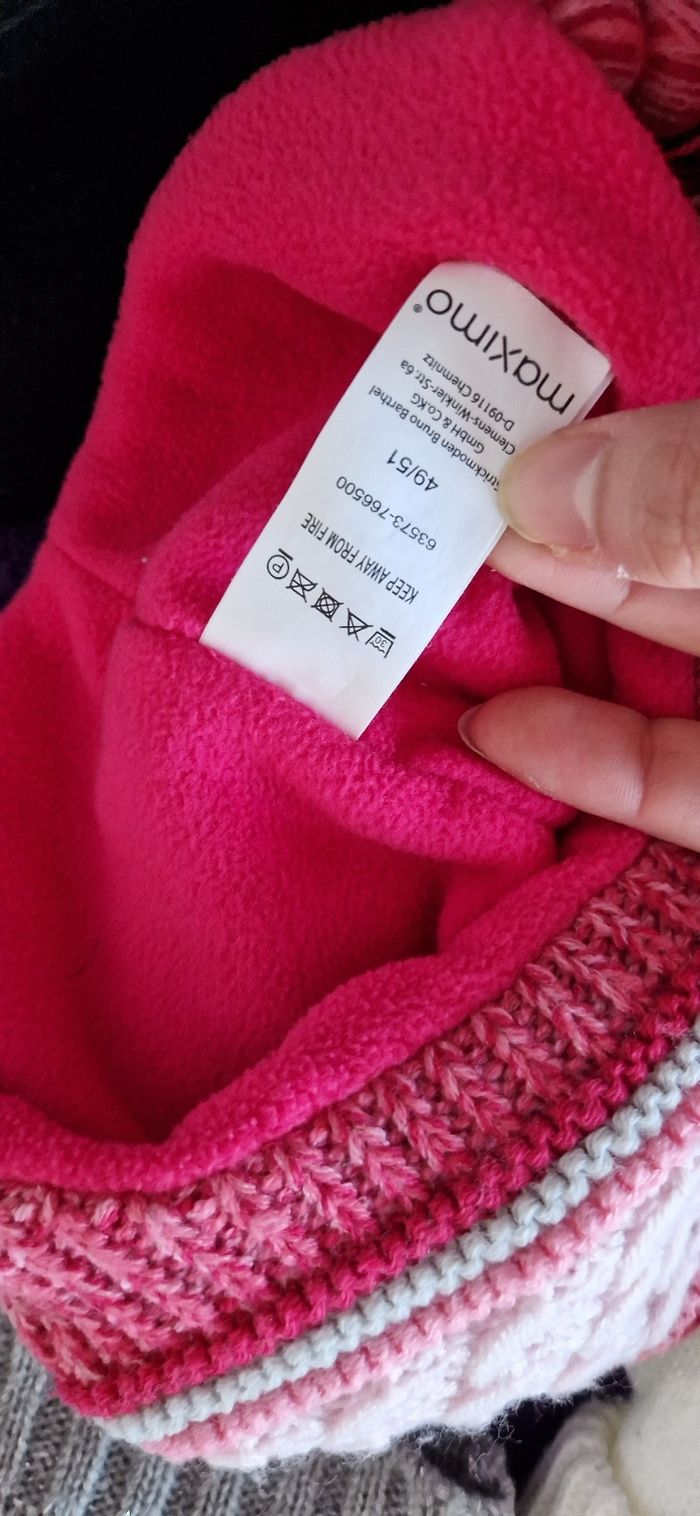 maximo®
Strickmoden Bruno Barthel
GmbH & Co.KG
Clemens-Winkler-Str. 6a
D-09116 Chemnitz
49/51
63573-766500
KEEP AWAY FROM FIRE
30
P